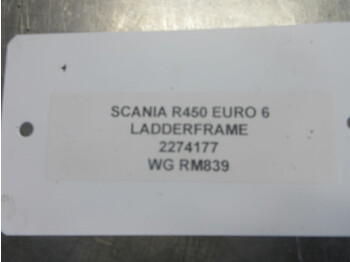 SCANIA R450 EURO 6
LADDERFRAME
2274177
WG RM839